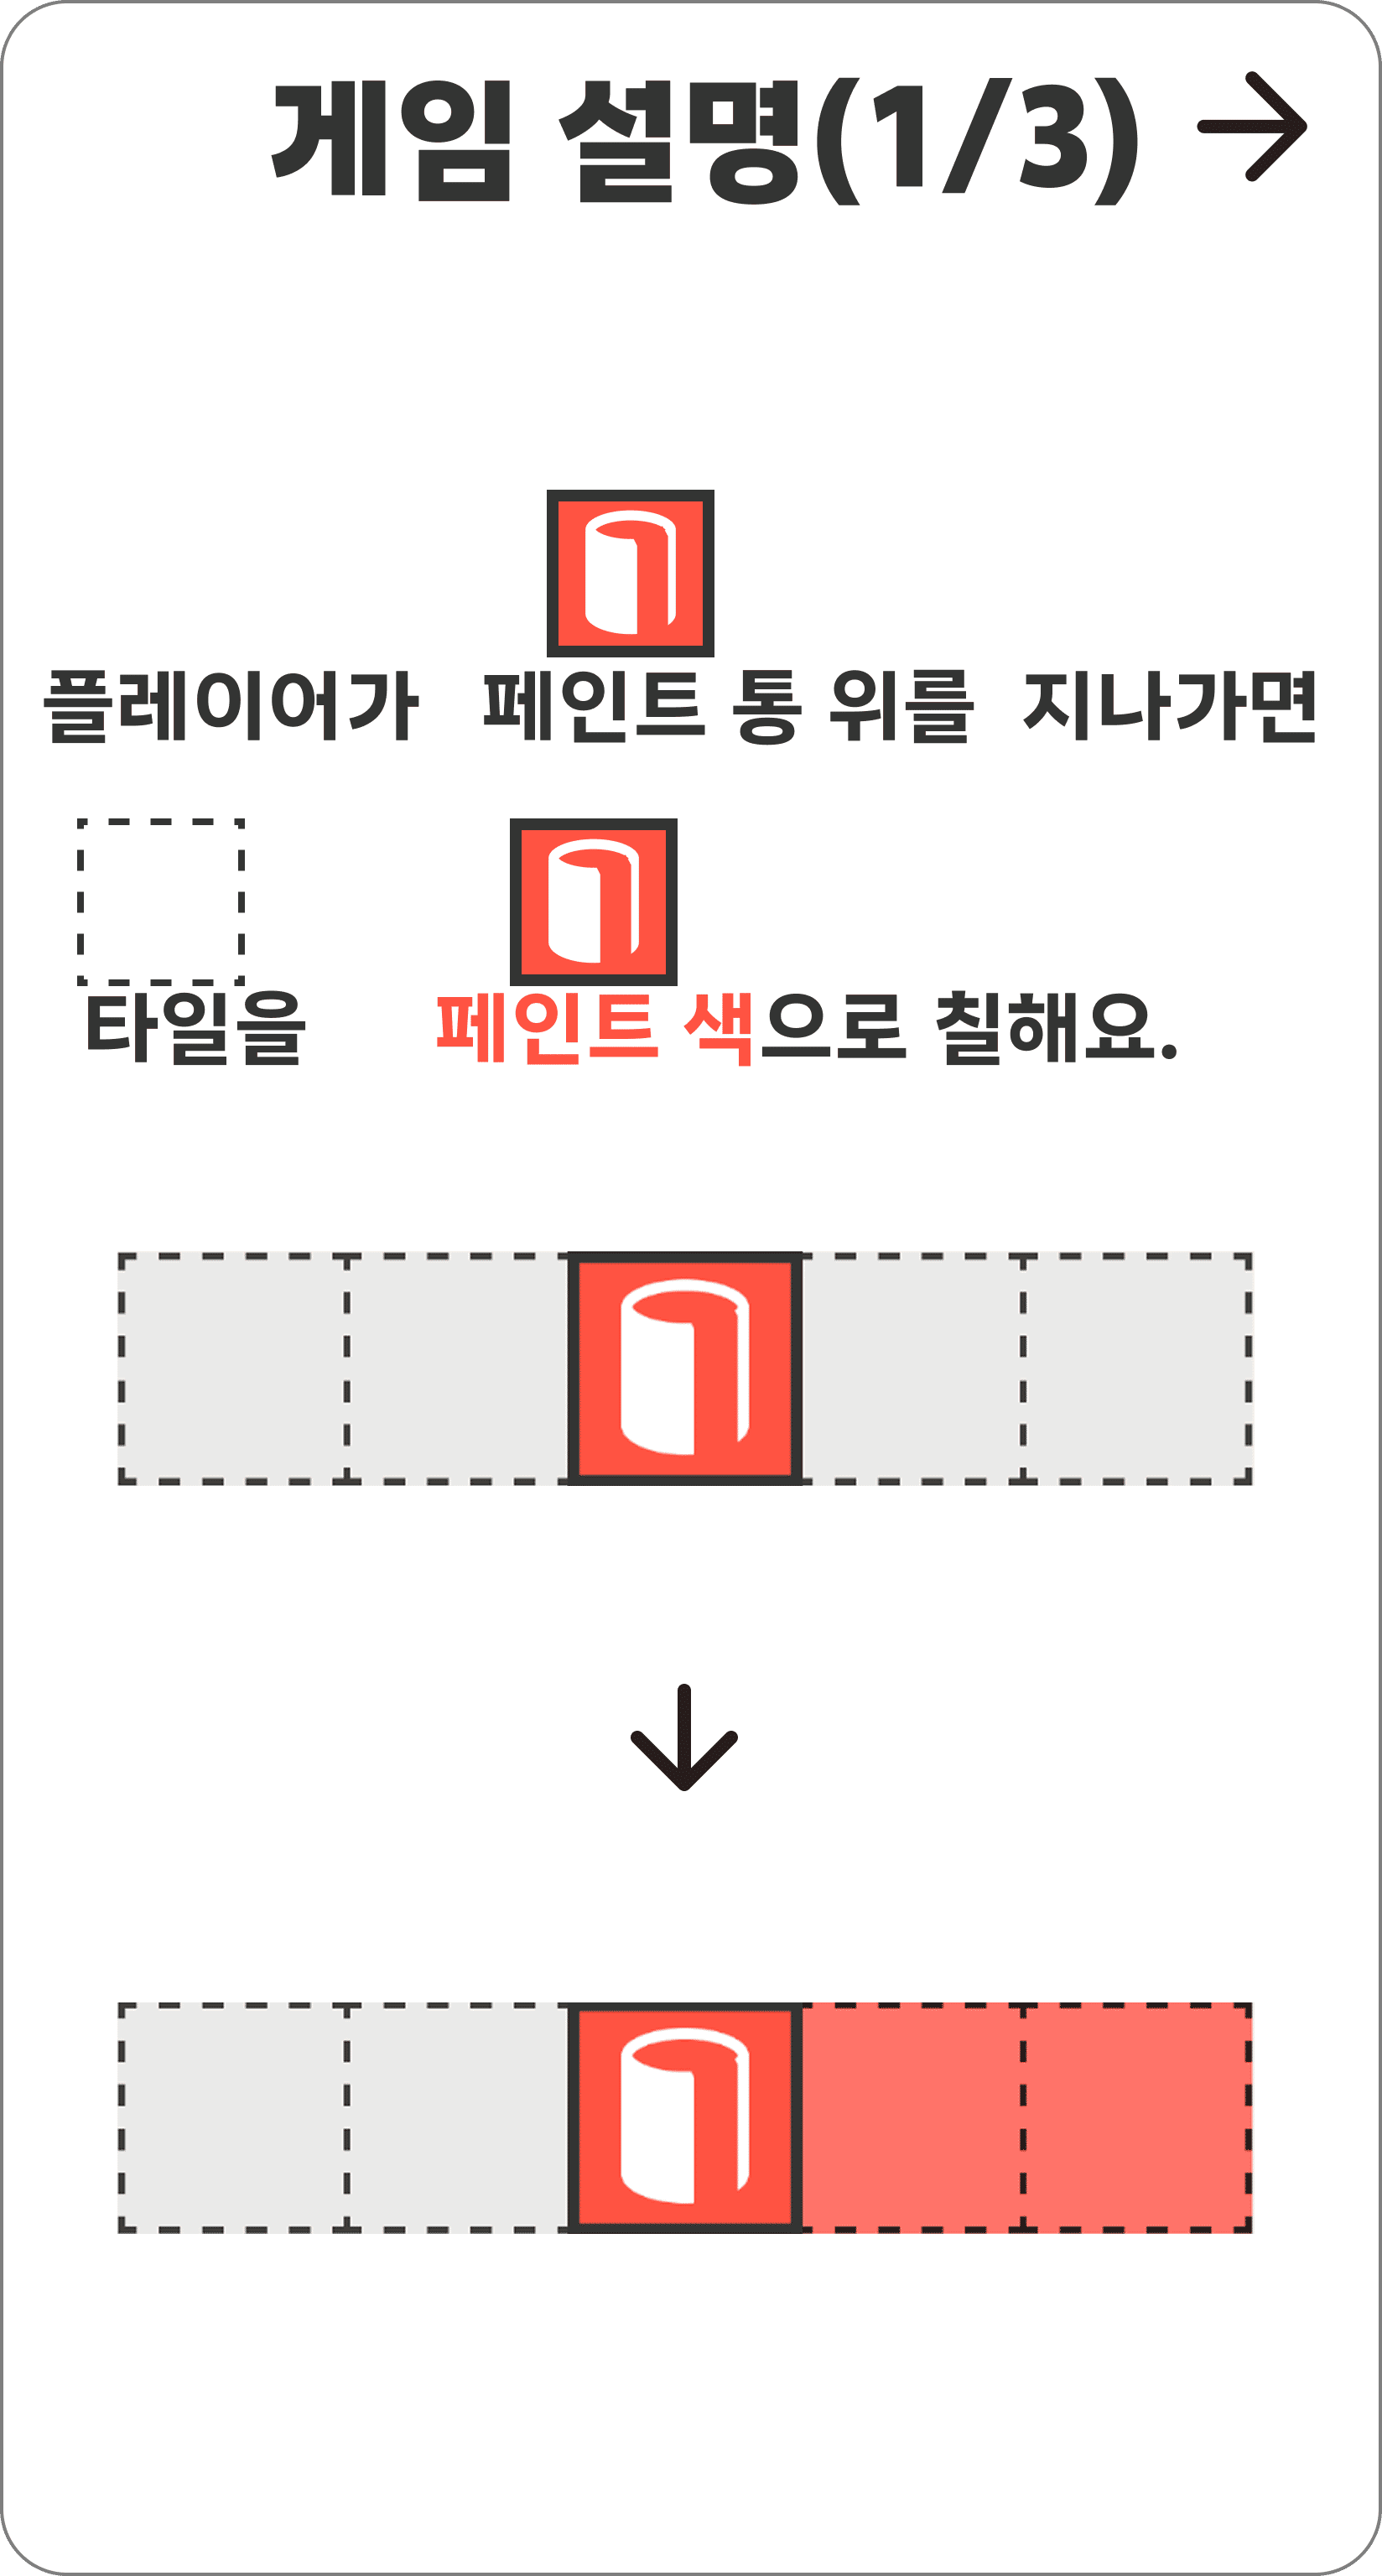 게임 설명(1/3)
플레이어가 페인트 통 위를 지나가면
타일을 페인트 색으로 칠해요.